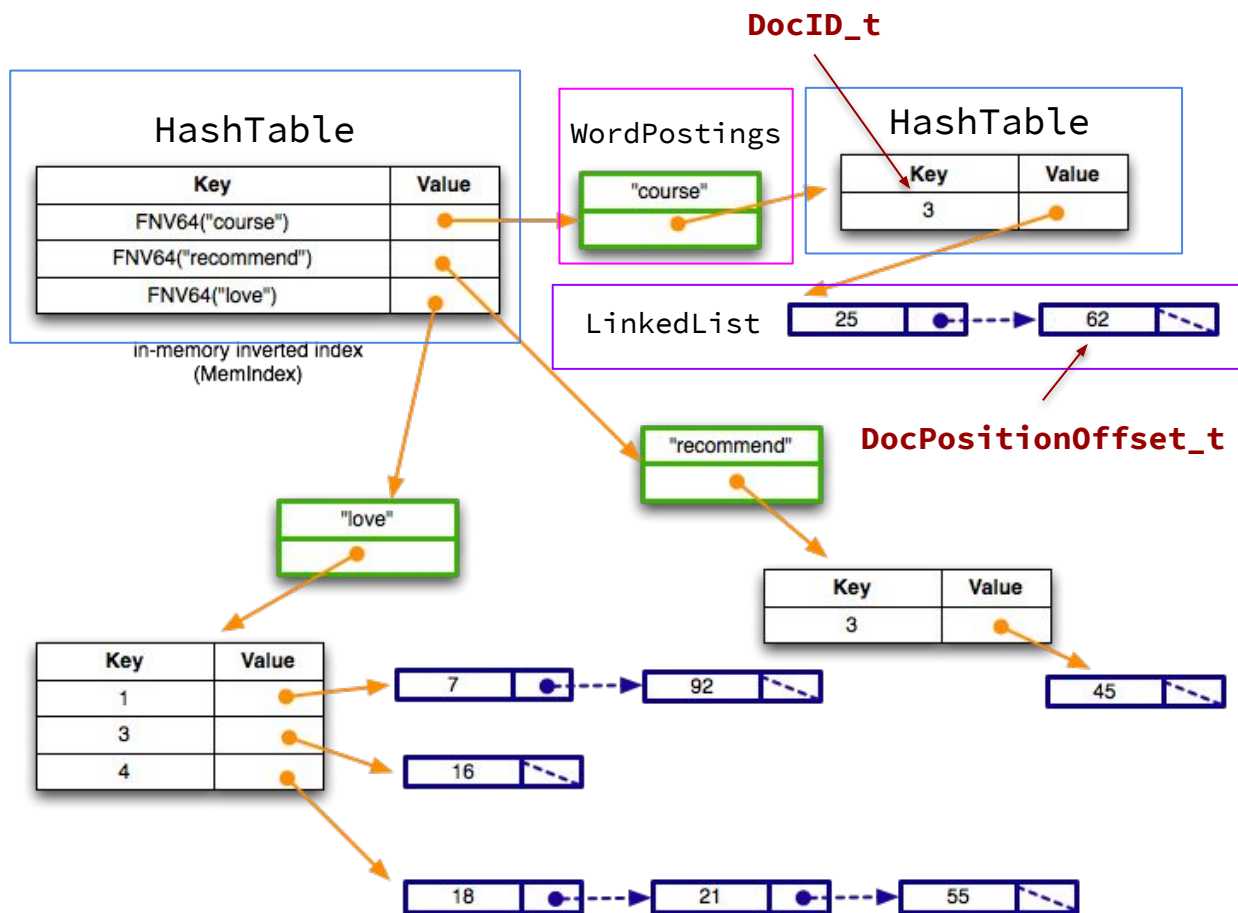 DocID_t
HashTable
Key Value
FNV64("course")
FNV64("recommend")
FNV64("love")
in-memory inverted index
(MemIndex)
WordPostings
"course"
HashTable
Key Value
3
LinkedList
25 62
DocPositionOffset_t
"recommend"
"love"
Key Value
3
45
Key Value
1
3
4
7 92
16
18 21 55